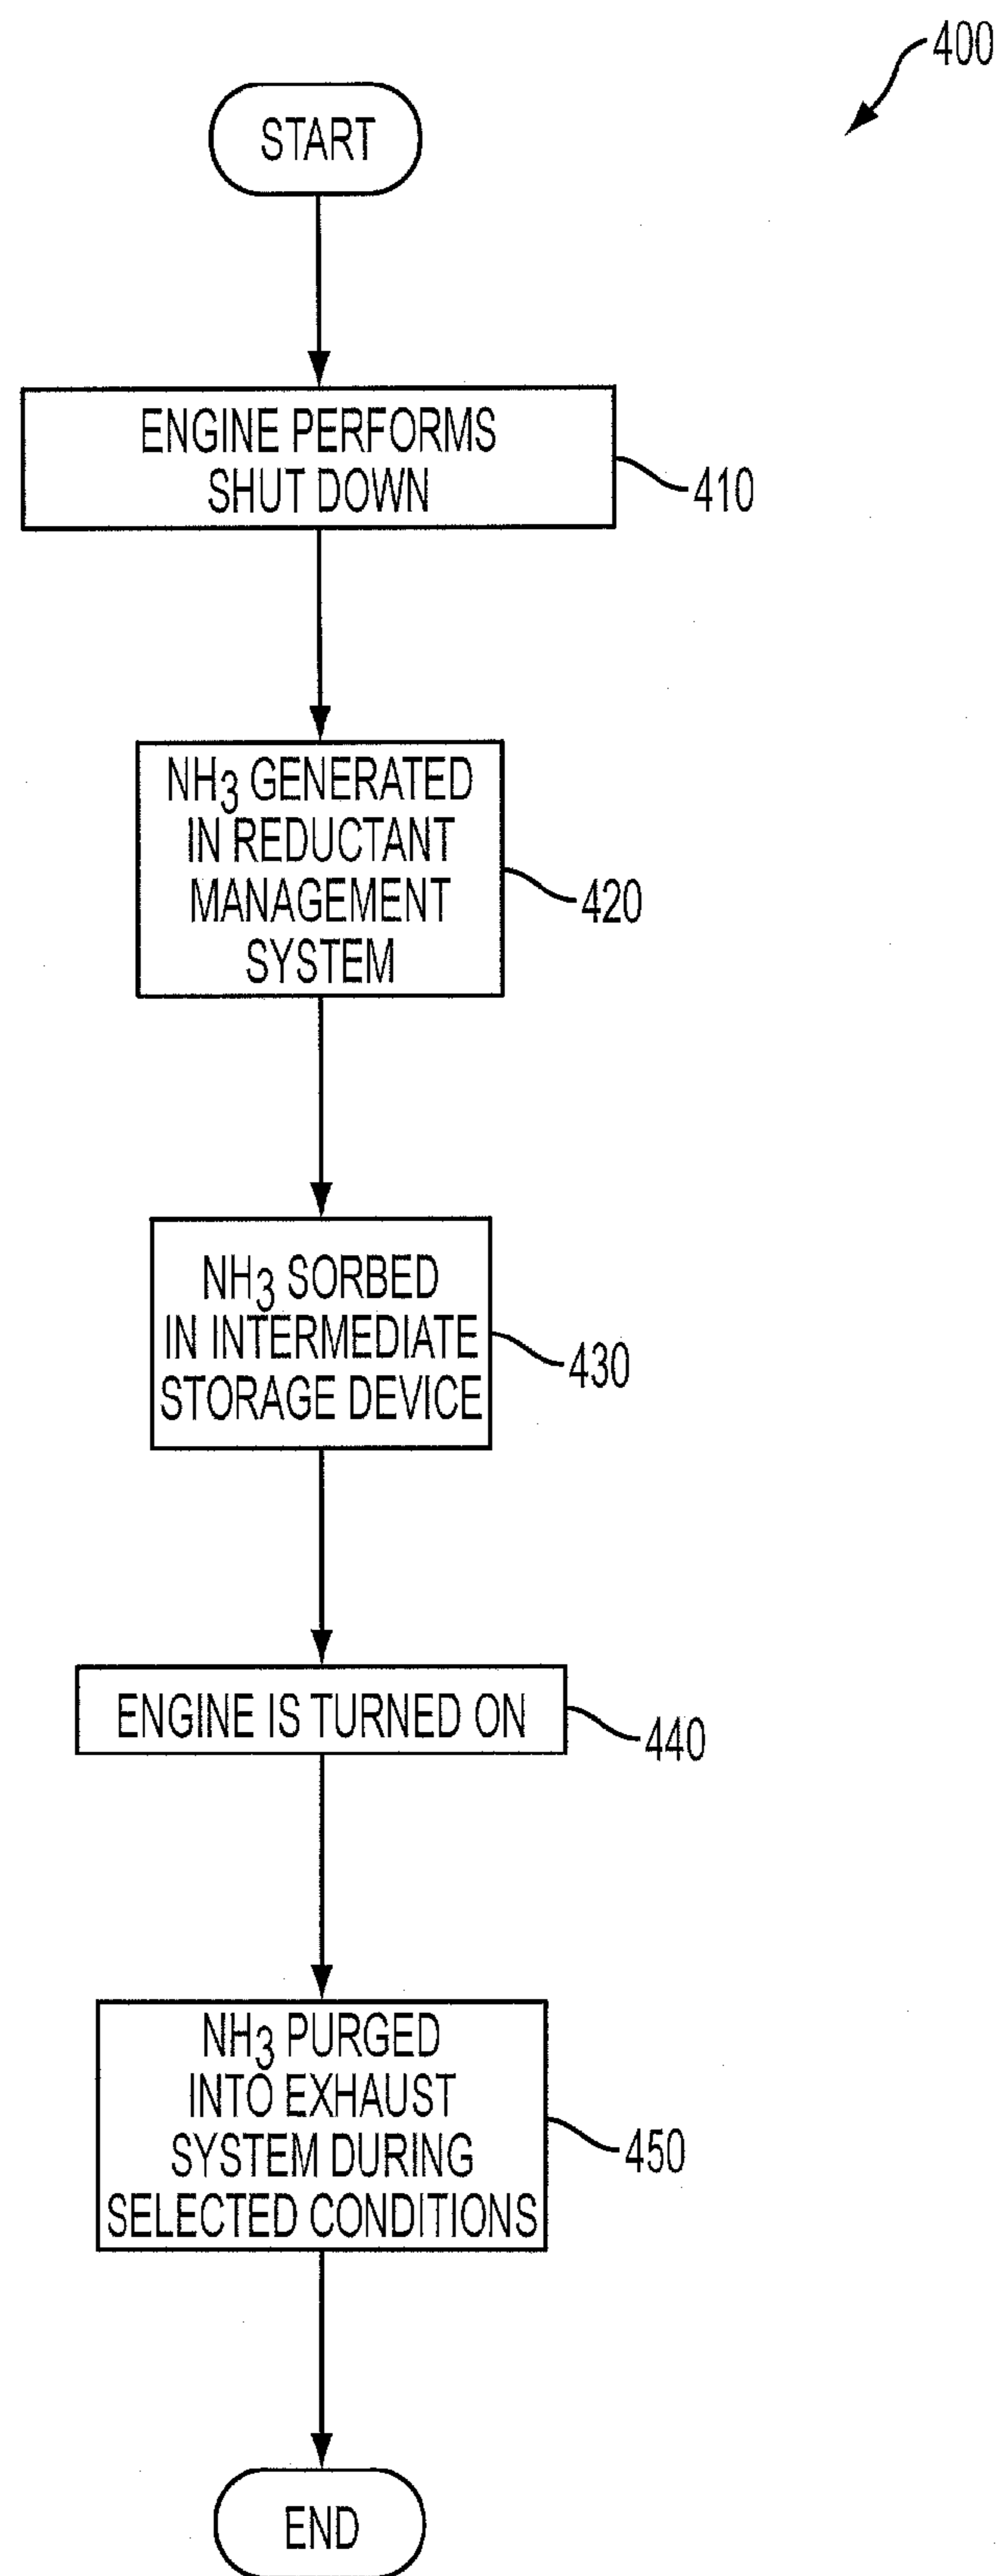 400
START
ENGINE PERFORMS
SHUT DOWN
410
NH3 GENERATED
IN REDUCTANT
MANAGEMENT
SYSTEM
420
NH3 SORBED
IN INTERMEDIATE
STORAGE DEVICE
430
ENGINE IS TURNED ON
440
NH3 PURGED
INTO EXHAUST
SYSTEM DURING
SELECTED CONDITIONS
450
END